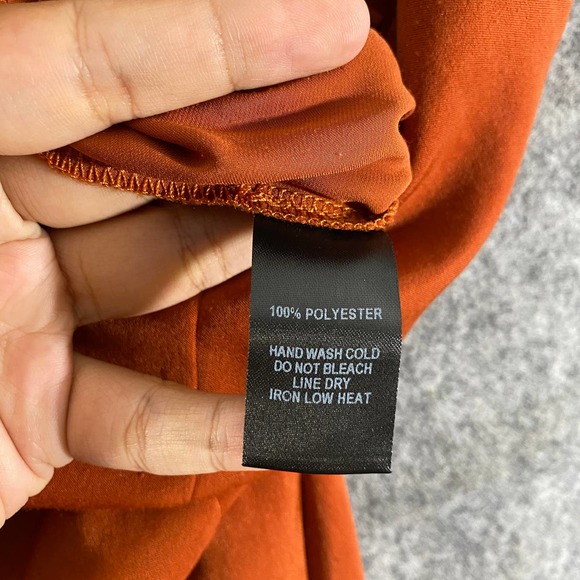 100% POLYESTER
HAND WASH COLD
DO NOT BLEACH
LINE DRY
IRON LOW HEAT